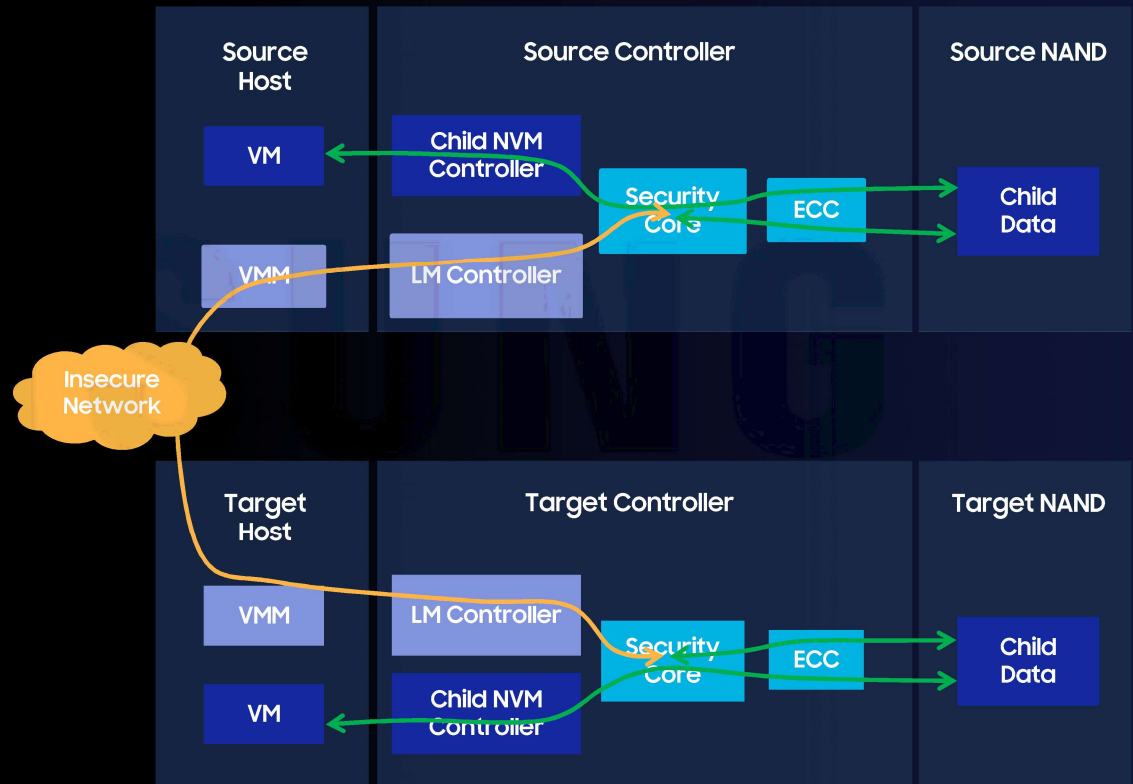 Source
Host
Source Controller
Source NAND
VM
Child NVM
Controller
Security
Core
ECC
Child
Data
VMM
LM Controller
Insecure
Network
Target
Host
Target Controller
Target NAND
VMM
LM Controller
Security
Core
ECC
Child
Data
VM
Child NVM
Controller